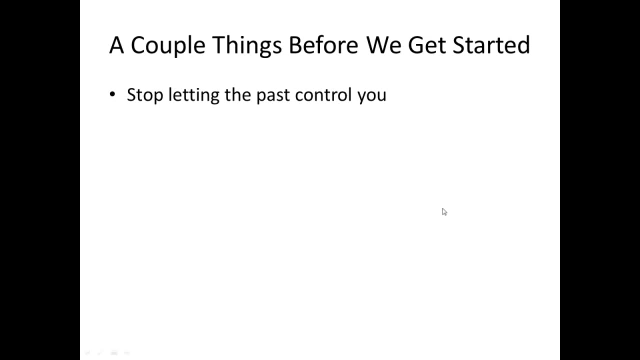 A Couple Things Before We Get Started
• Stop letting the past control you